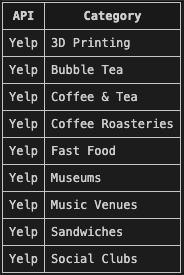 API Category
Yelp 3D Printing
Yelp Bubble Tea
Yelp Coffee & Tea
Yelp Coffee Roasteries
Yelp Fast Food
Yelp Museums
Yelp Music Venues
Yelp Sandwiches
Yelp Social Clubs